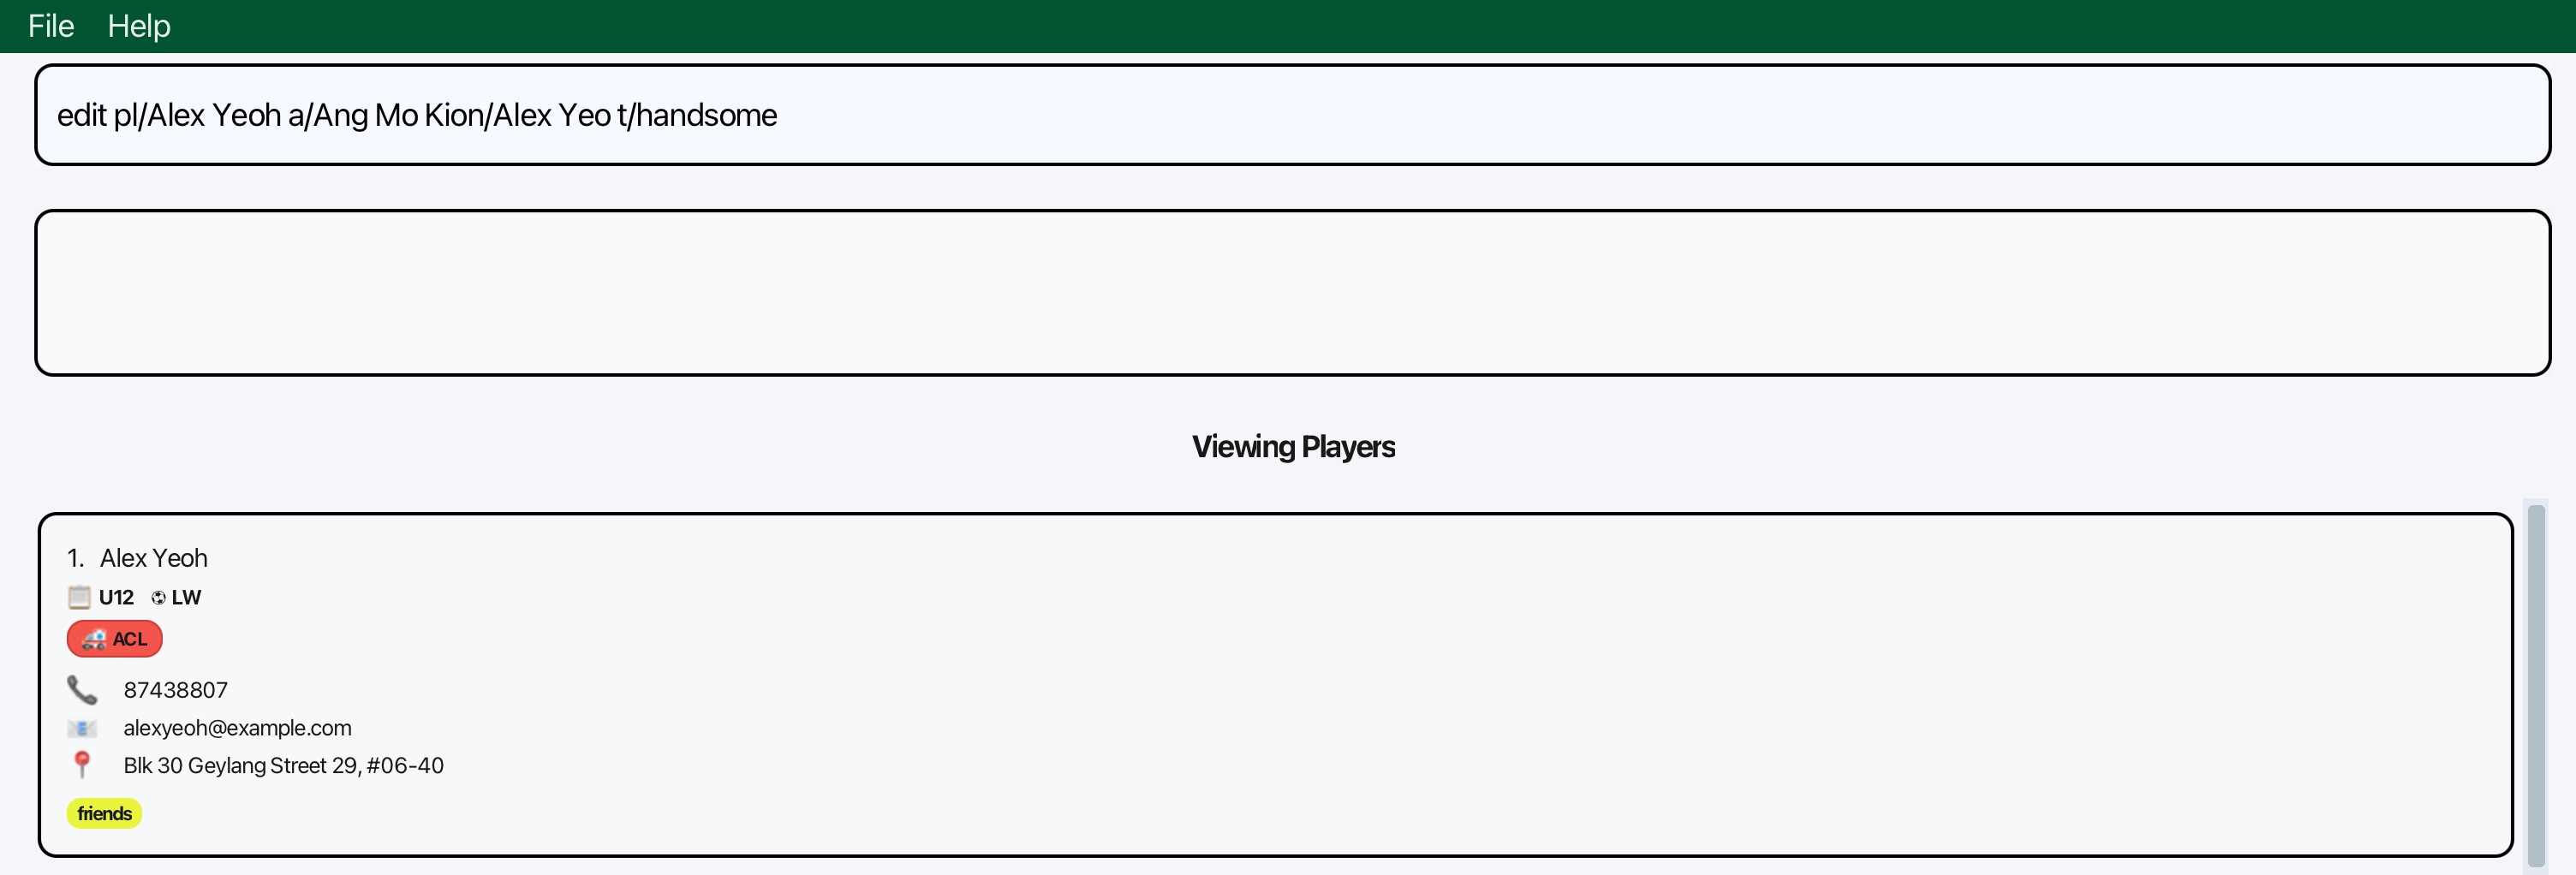 File Help
edit pl/Alex Yeoh a/Ang Mo Kion/Alex Yeo t/handsome
Viewing Players
1. Alex Yeoh
U12 LW
ACL
87438807
alexyeoh@example.com
Blk 30 Geylang Street 29, #06-40
friends